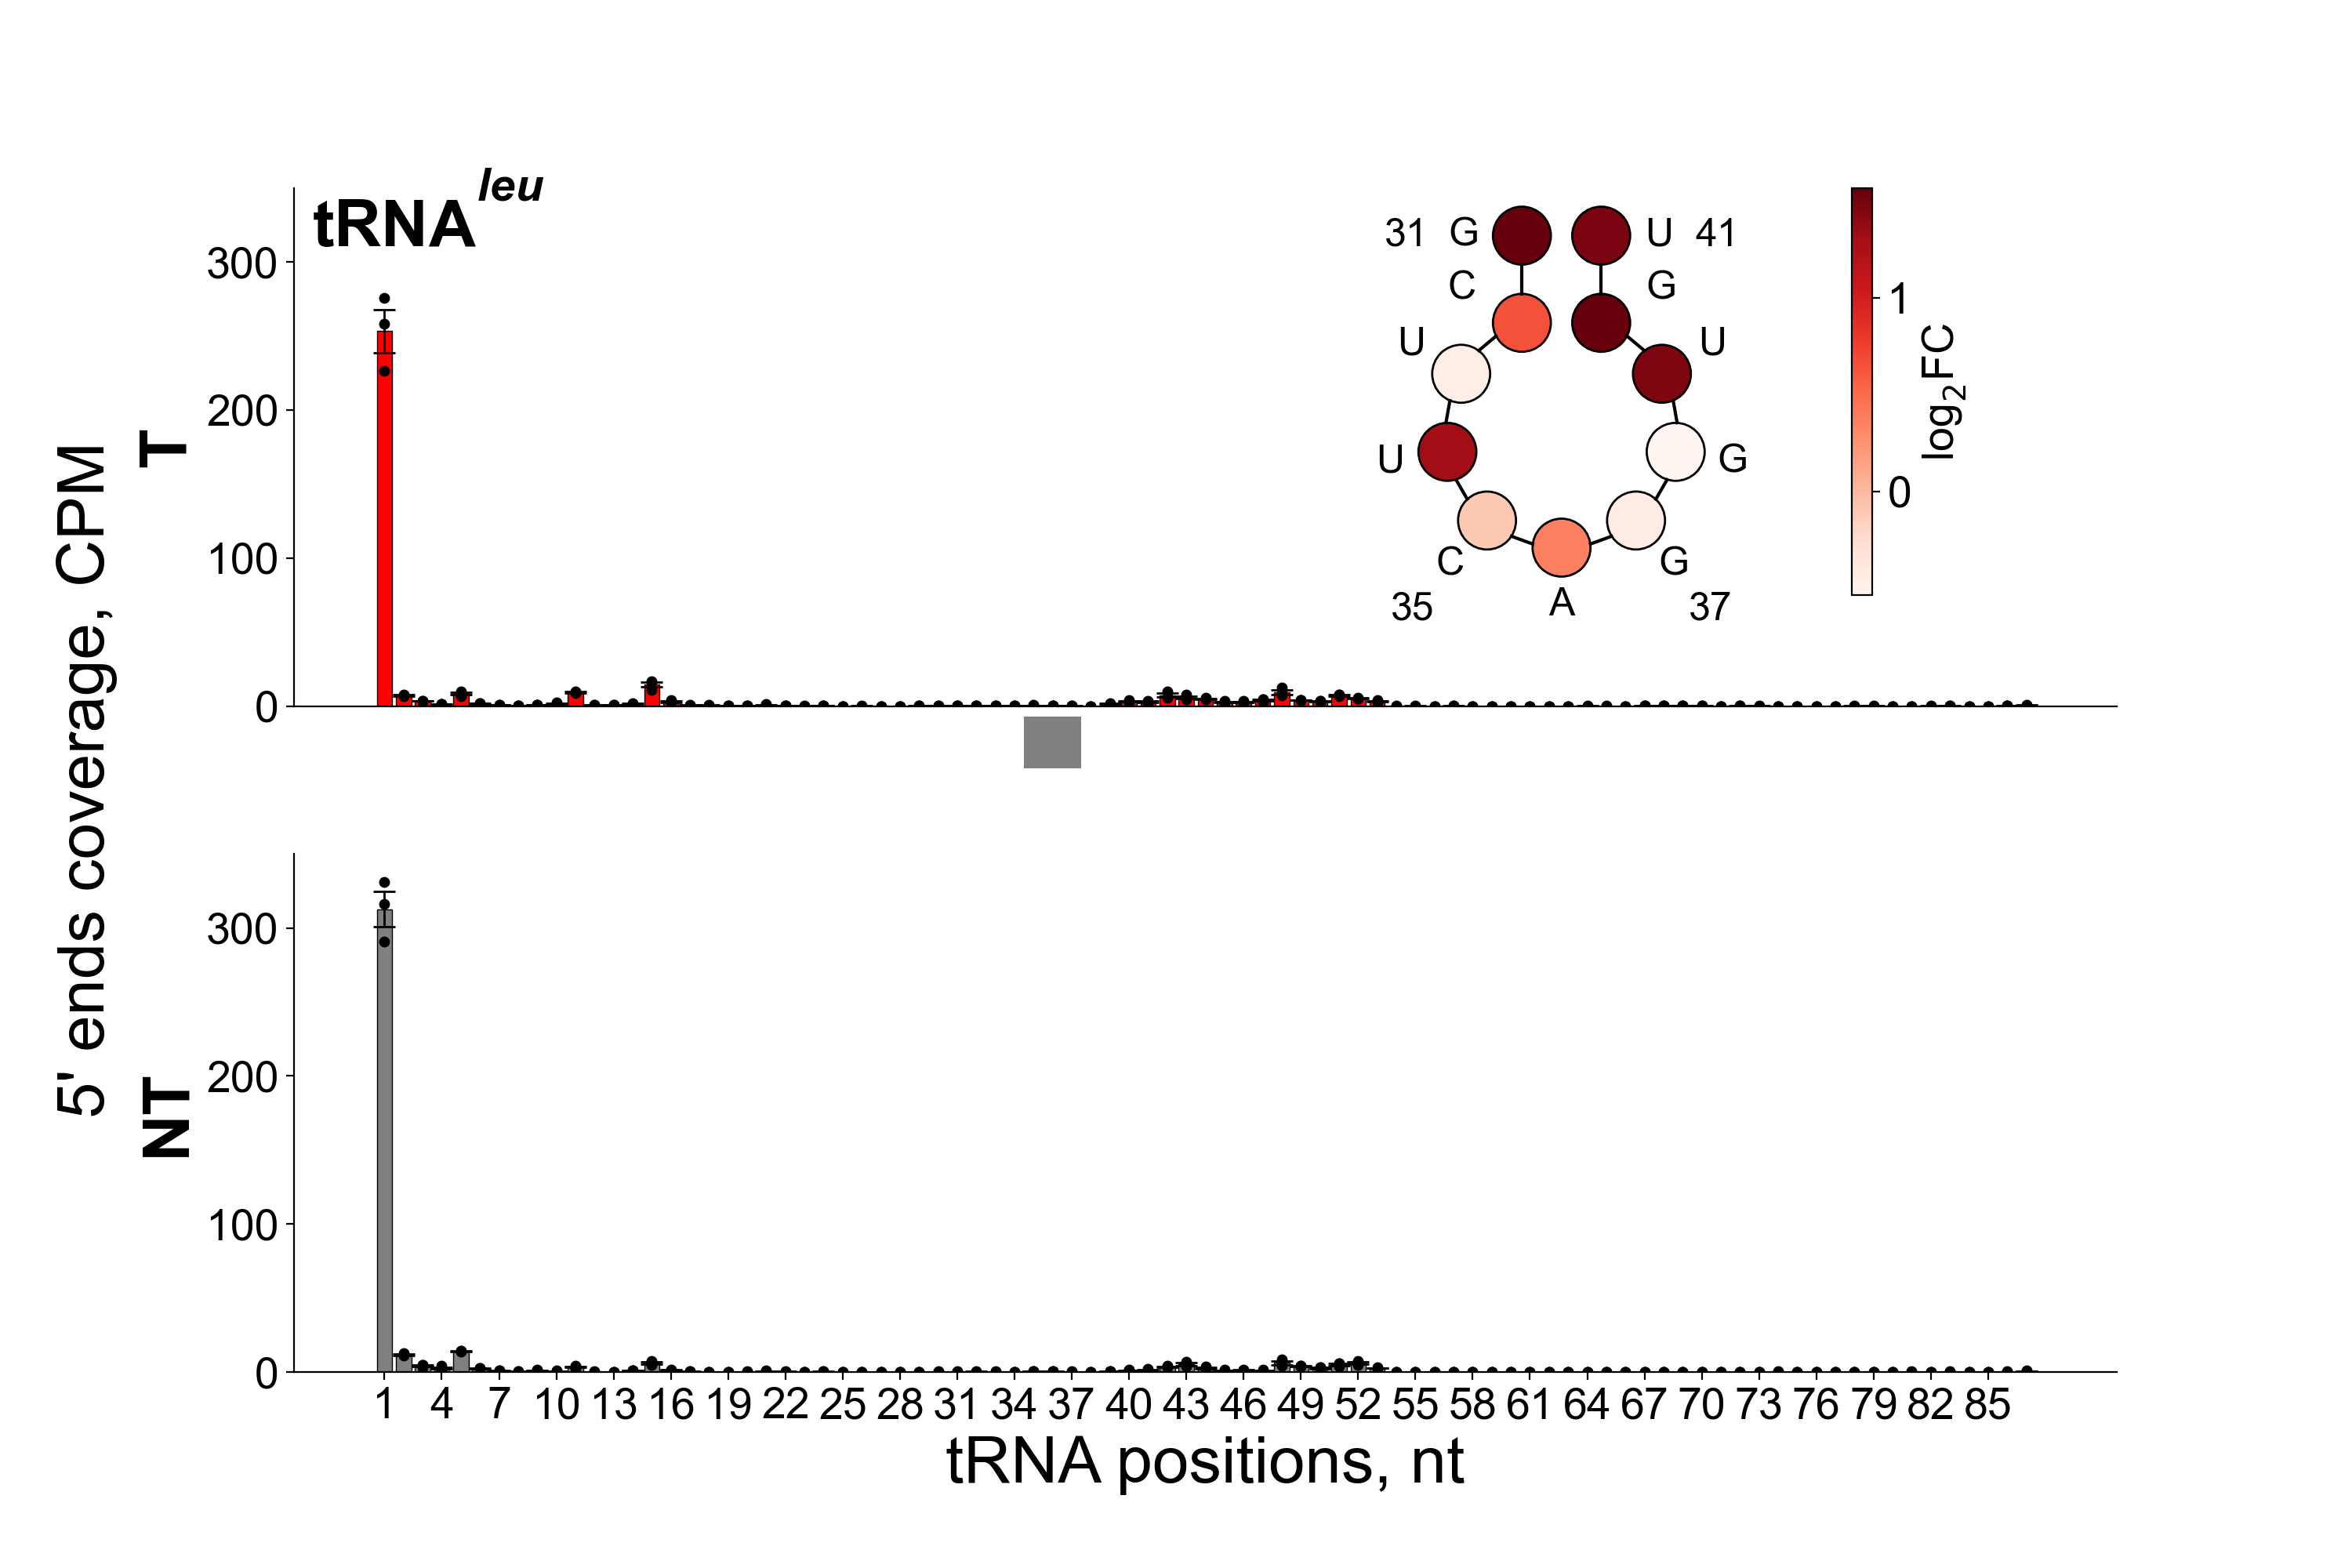 tRNAleu
5' ends coverage, CPM
T
300
200
100
0
31 G U 41
C G
U U
U G
C G
35 A 37
1
0
log2FC
NT
300
200
100
0
1 4 7 10 13 16 19 22 25 28 31 34 37 40 43 46 49 52 55 58 61 64 67 70 73 76 79 82 85
tRNA positions, nt